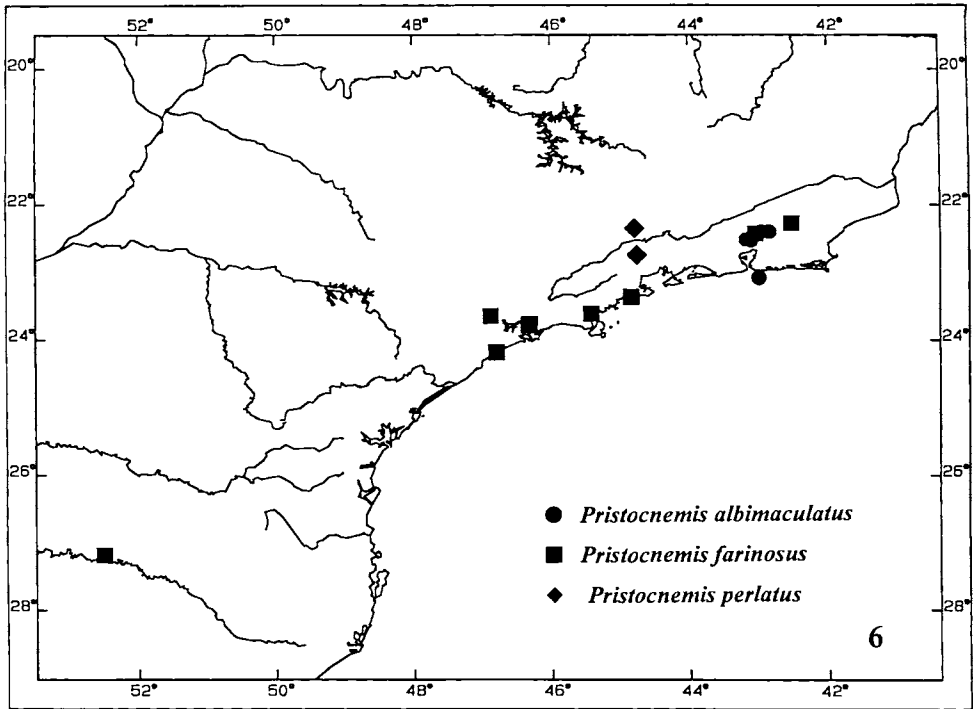 52° 50° 48° 46° 44° 42°
20° 20°
22° 22°
24° 24°
26° 26°
Pristocnemis albimaculatus
Pristocnemis farinosus
Pristocnemis perlatus
28° 28°
6
52° 50° 48° 46° 44° 42°